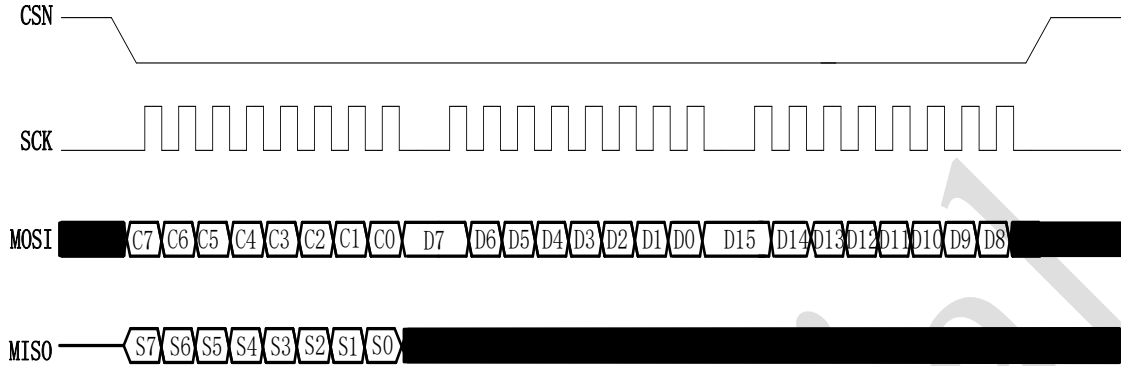 CSN
SCK
MOSI C7 C6 C5 C4 C3 C2 C1 C0 D7 D6 D5 D4 D3 D2 D1 D0 D15 D14 D13 D12 D11 D10 D9 D8
MISO S7 S6 S5 S4 S3 S2 S1 S0